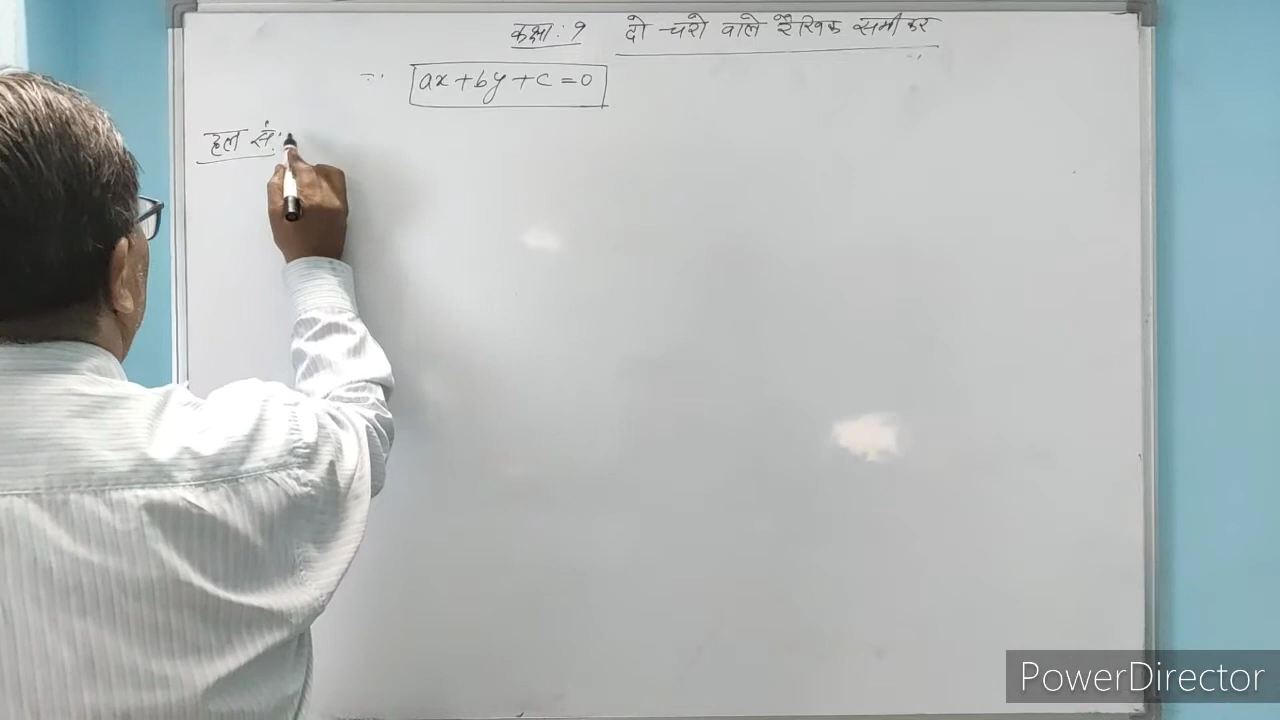 कक्षा: 9 दो चरो वाले रैखिक समीकर
ax+by+c=0
हल सं:
PowerDirector